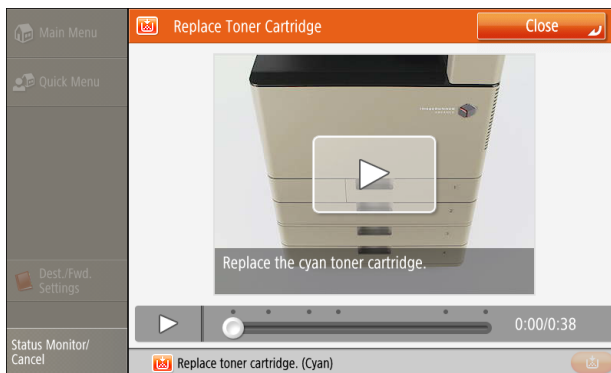 Main Menu
Replace Toner Cartridge
Close
Quick Menu
Replace the cyan toner cartridge.
Dest./Fwd.
Settings
0:00/0:38
Status Monitor/
Cancel
Replace toner cartridge. (Cyan)